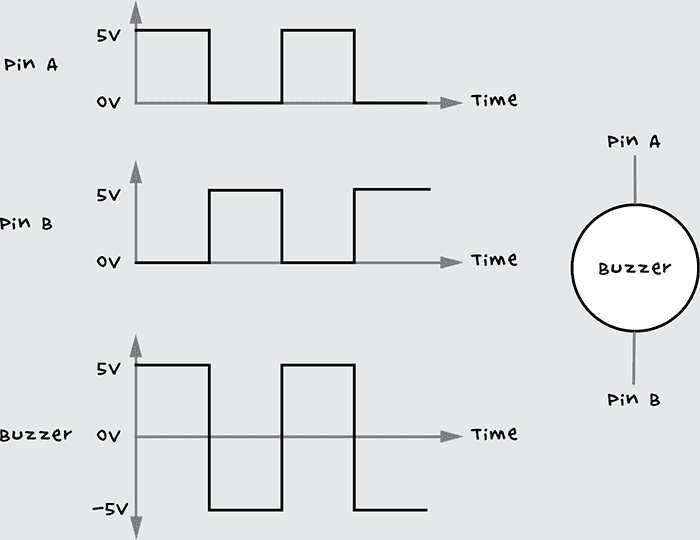 5V
Pin A
0V
Time
Pin A
5V
Pin B
0V
Time
Buzzer
5V
Buzzer
0V
Time
-5V
Pin B